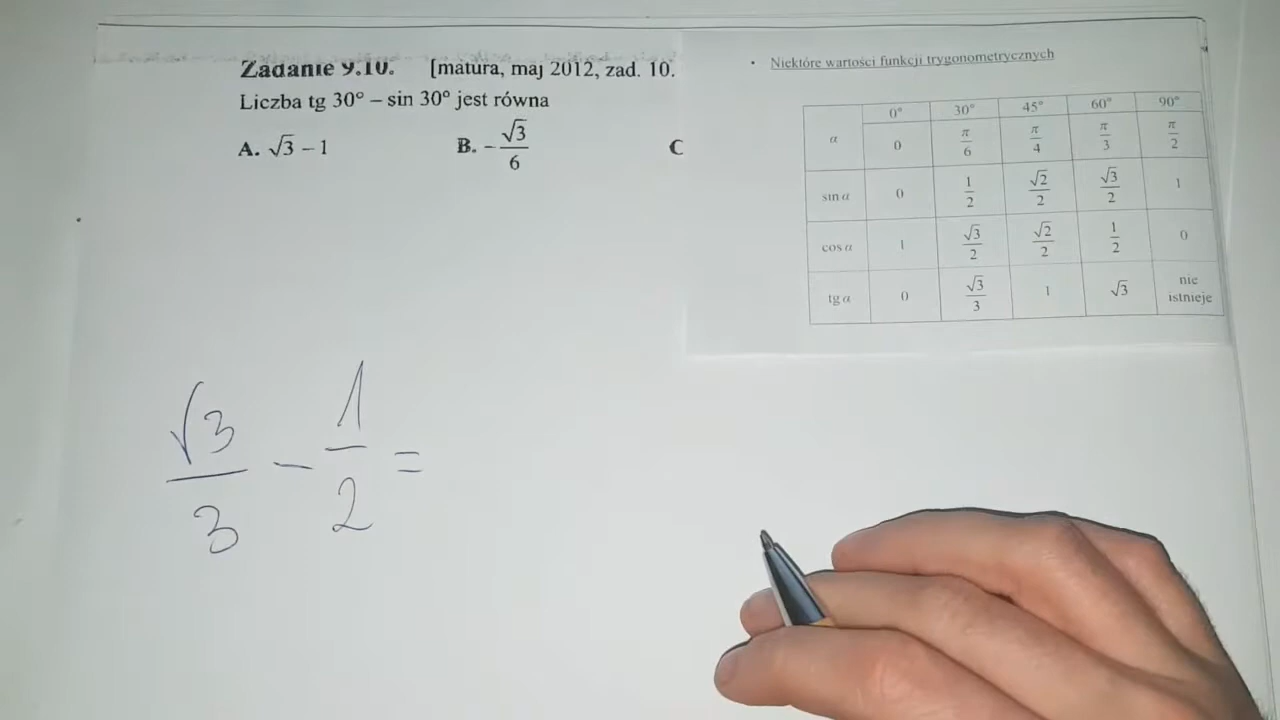 Zadanie 9.10. [matura, maj 2012, zad. 10.
Liczba tg 30° – sin 30° jest równa
A. √3 – 1 B. –√3/6 C
• Niektóre wartości funkcji trygonometrycznych
α 0° 30° 45° 60° 90°
0 π/6 π/4 π/3 π/2
sin α 0 1/2 √2/2 √3/2 1
cos α 1 √3/2 √2/2 1/2 0
tg α 0 √3/3 1 √3 nie istnieje
√3/3 – 1/2 =